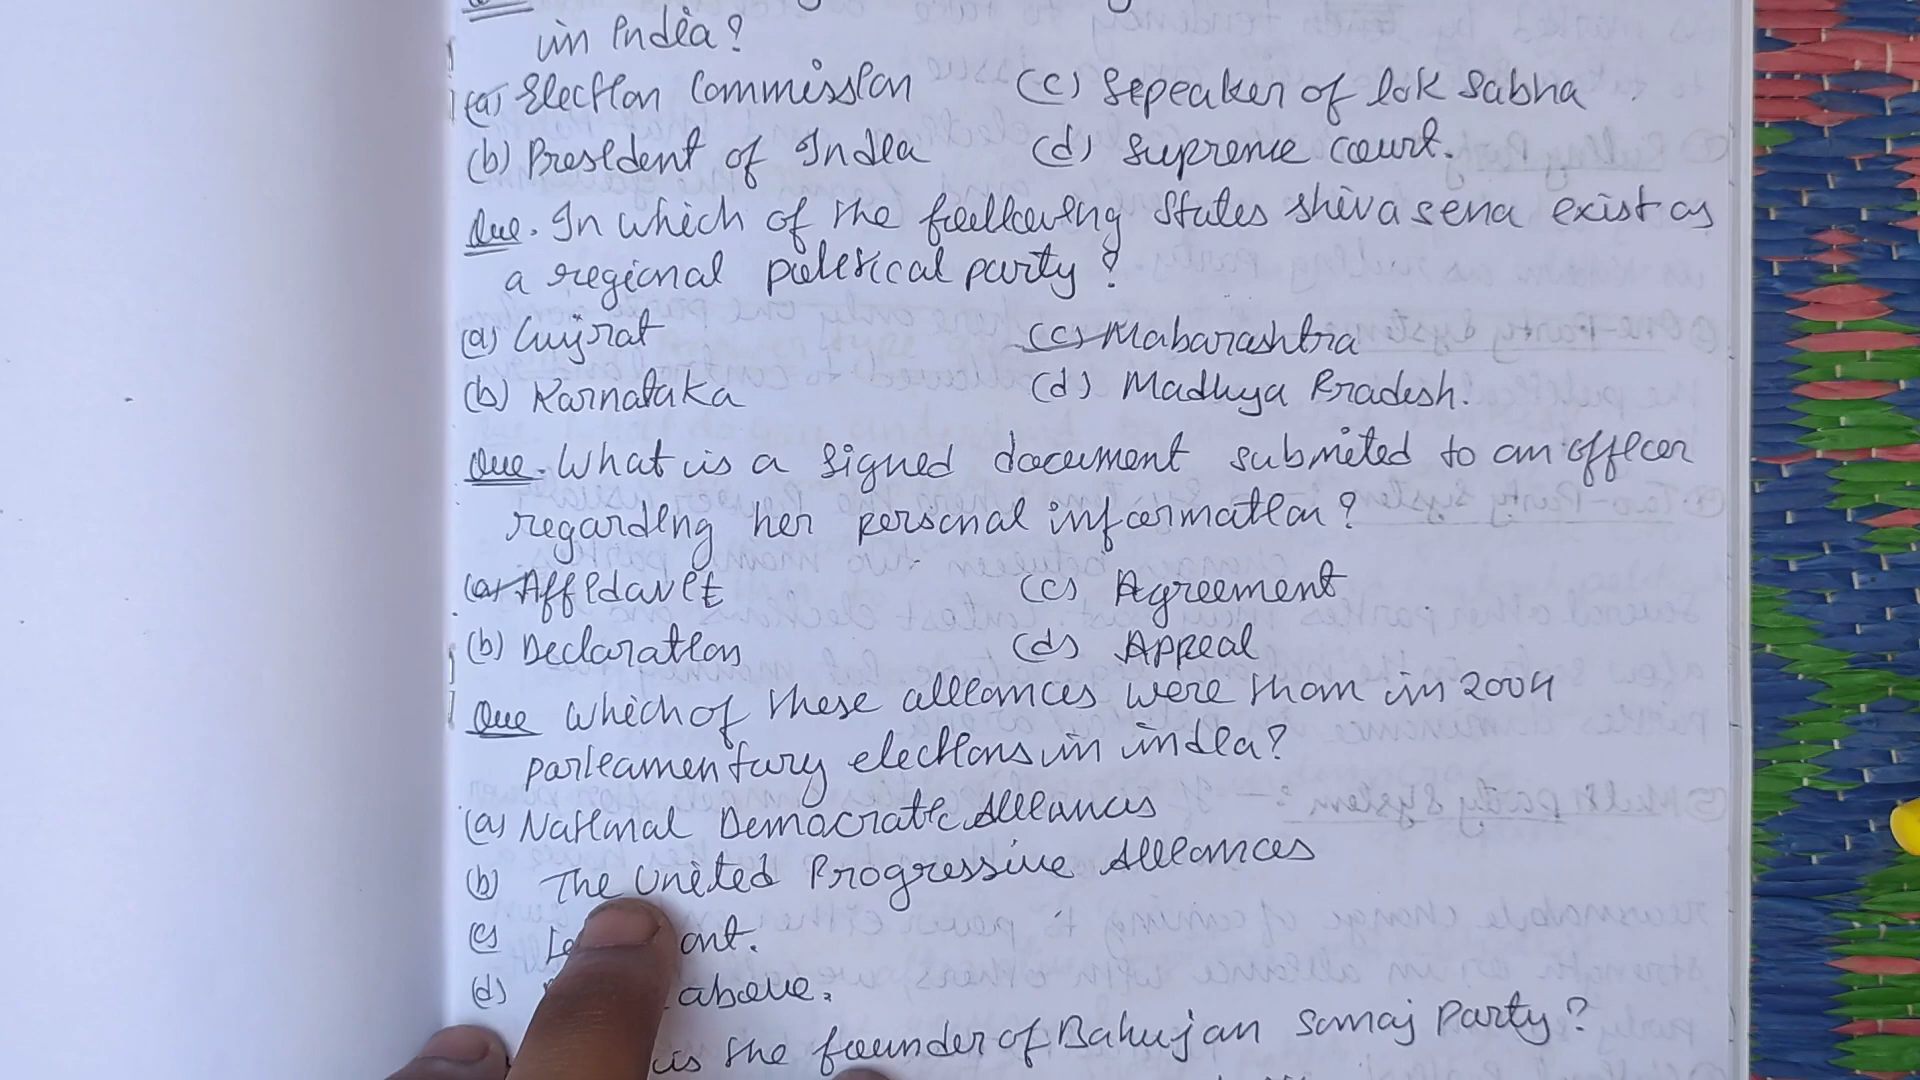 in India?
(a) Election Commission (c) Sepeaker of lok Sabha
(b) President of India (d) Supreme court.
Que. In which of the following States shiva sena exist as
a regional political party?
(a) Gujrat (c) Maharashtra
(b) Karnataka (d) Madhya Pradesh.
Que. What is a signed document submited to an officer
regarding her personal information?
(a) Affidavit (c) Agreement
(b) Declaration (d) Appeal
Que which of these alliances were tham in 2004
parliamentary elections in india?
(a) National Democratic Alliances
(b) The United Progressive Alliances
(c) ont.
(d) above.
is the founder of Bahujan Samaj Party?